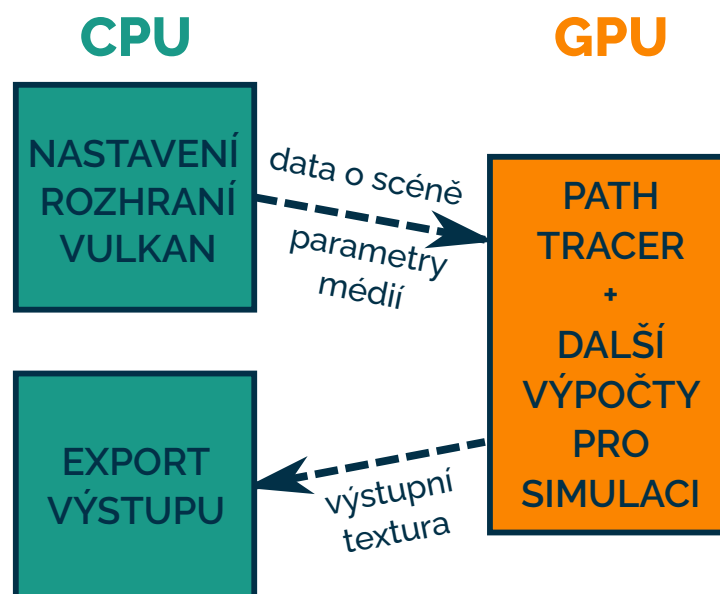 CPU
GPU
NASTAVENÍ
ROZHRANÍ
VULKAN
data o scéně
parametry
médií
PATH
TRACER
+
DALŠÍ
VÝPOČTY
PRO
SIMULACI
EXPORT
VÝSTUPU
výstupní
textura